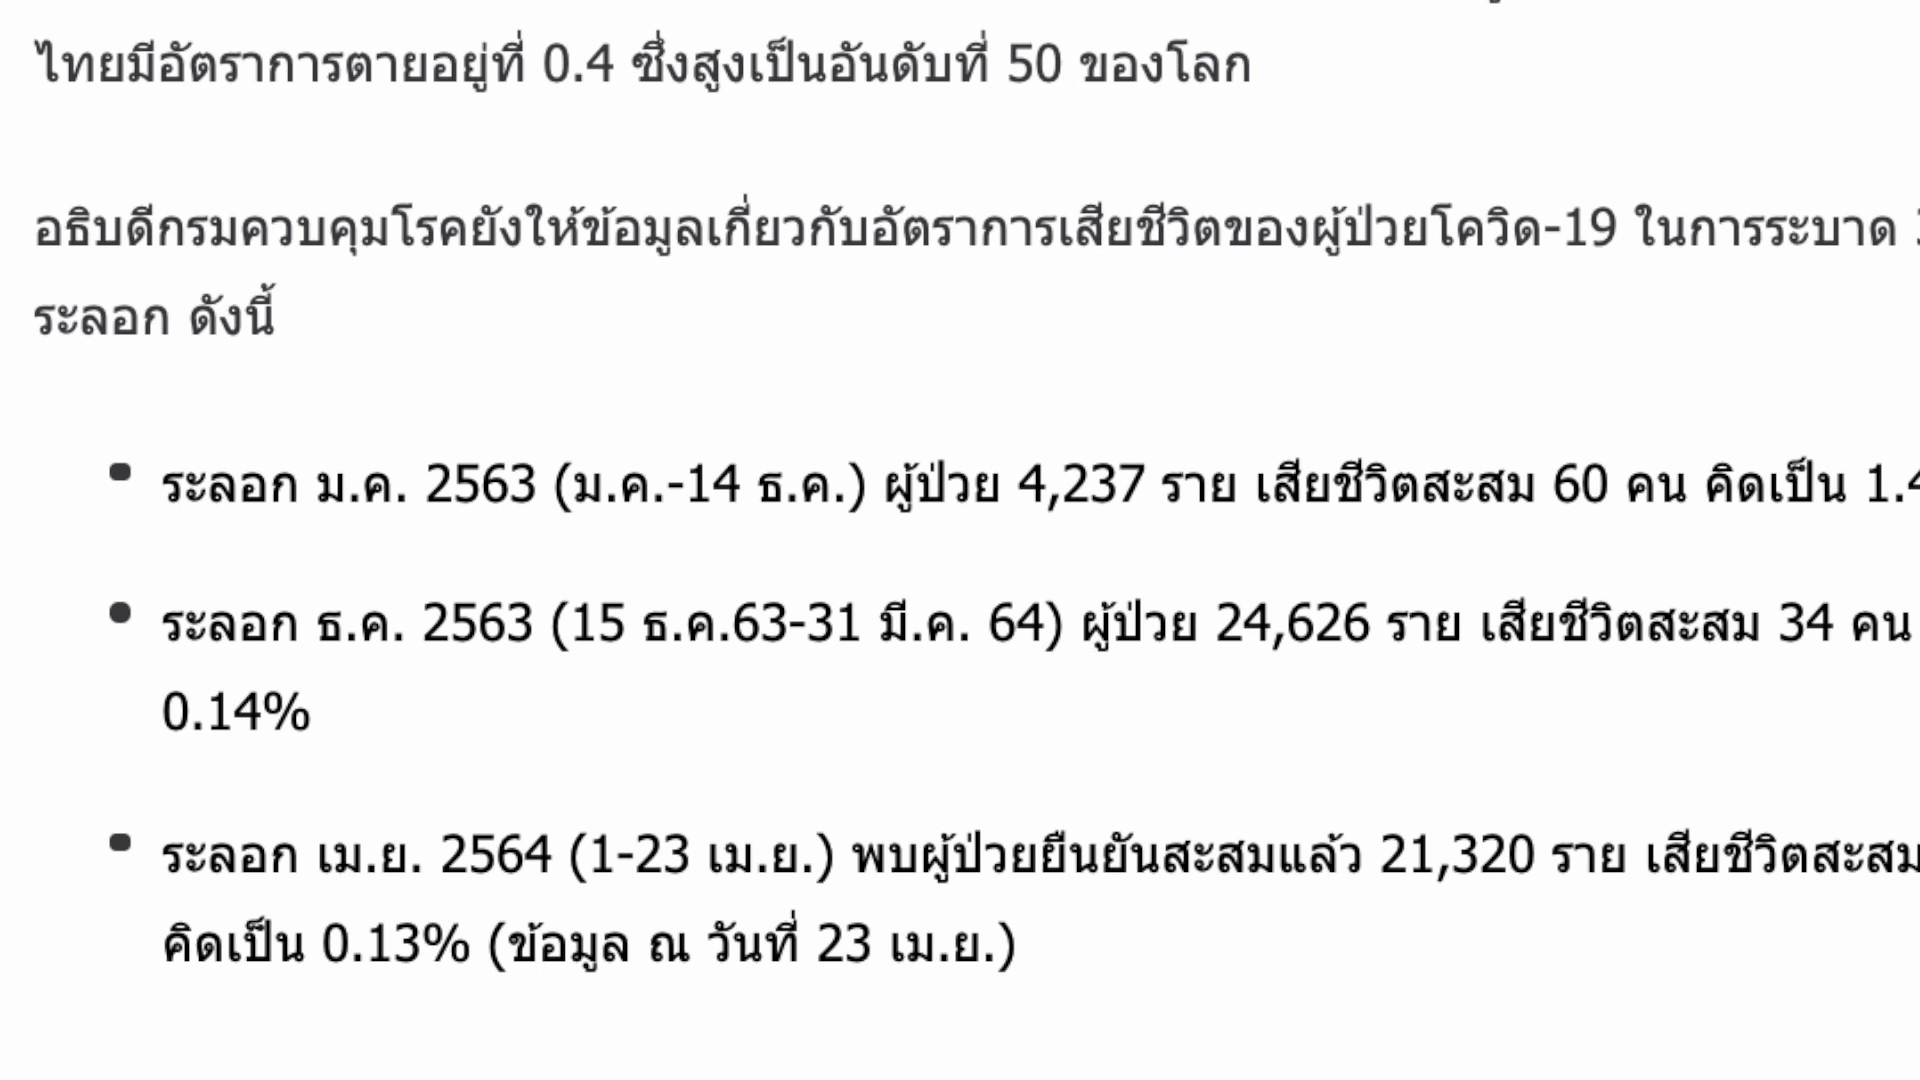 ไทยมีอัตราการตายอยู่ที่ 0.4 ซึ่งสูงเป็นอันดับที่ 50 ของโลก
อธิบดีกรมควบคุมโรคยังให้ข้อมูลเกี่ยวกับอัตราการเสียชีวิตของผู้ป่วยโควิด-19 ในการระบาด
ระลอก ดังนี้
ระลอก ม.ค. 2563 (ม.ค.-14 ธ.ค.) ผู้ป่วย 4,237 ราย เสียชีวิตสะสม 60 คน คิดเป็น 1.4
ระลอก ธ.ค. 2563 (15 ธ.ค.63-31 มี.ค. 64) ผู้ป่วย 24,626 ราย เสียชีวิตสะสม 34 คน
0.14%
ระลอก เม.ย. 2564 (1-23 เม.ย.) พบผู้ป่วยยืนยันสะสมแล้ว 21,320 ราย เสียชีวิตสะสม
คิดเป็น 0.13% (ข้อมูล ณ วันที่ 23 เม.ย.)